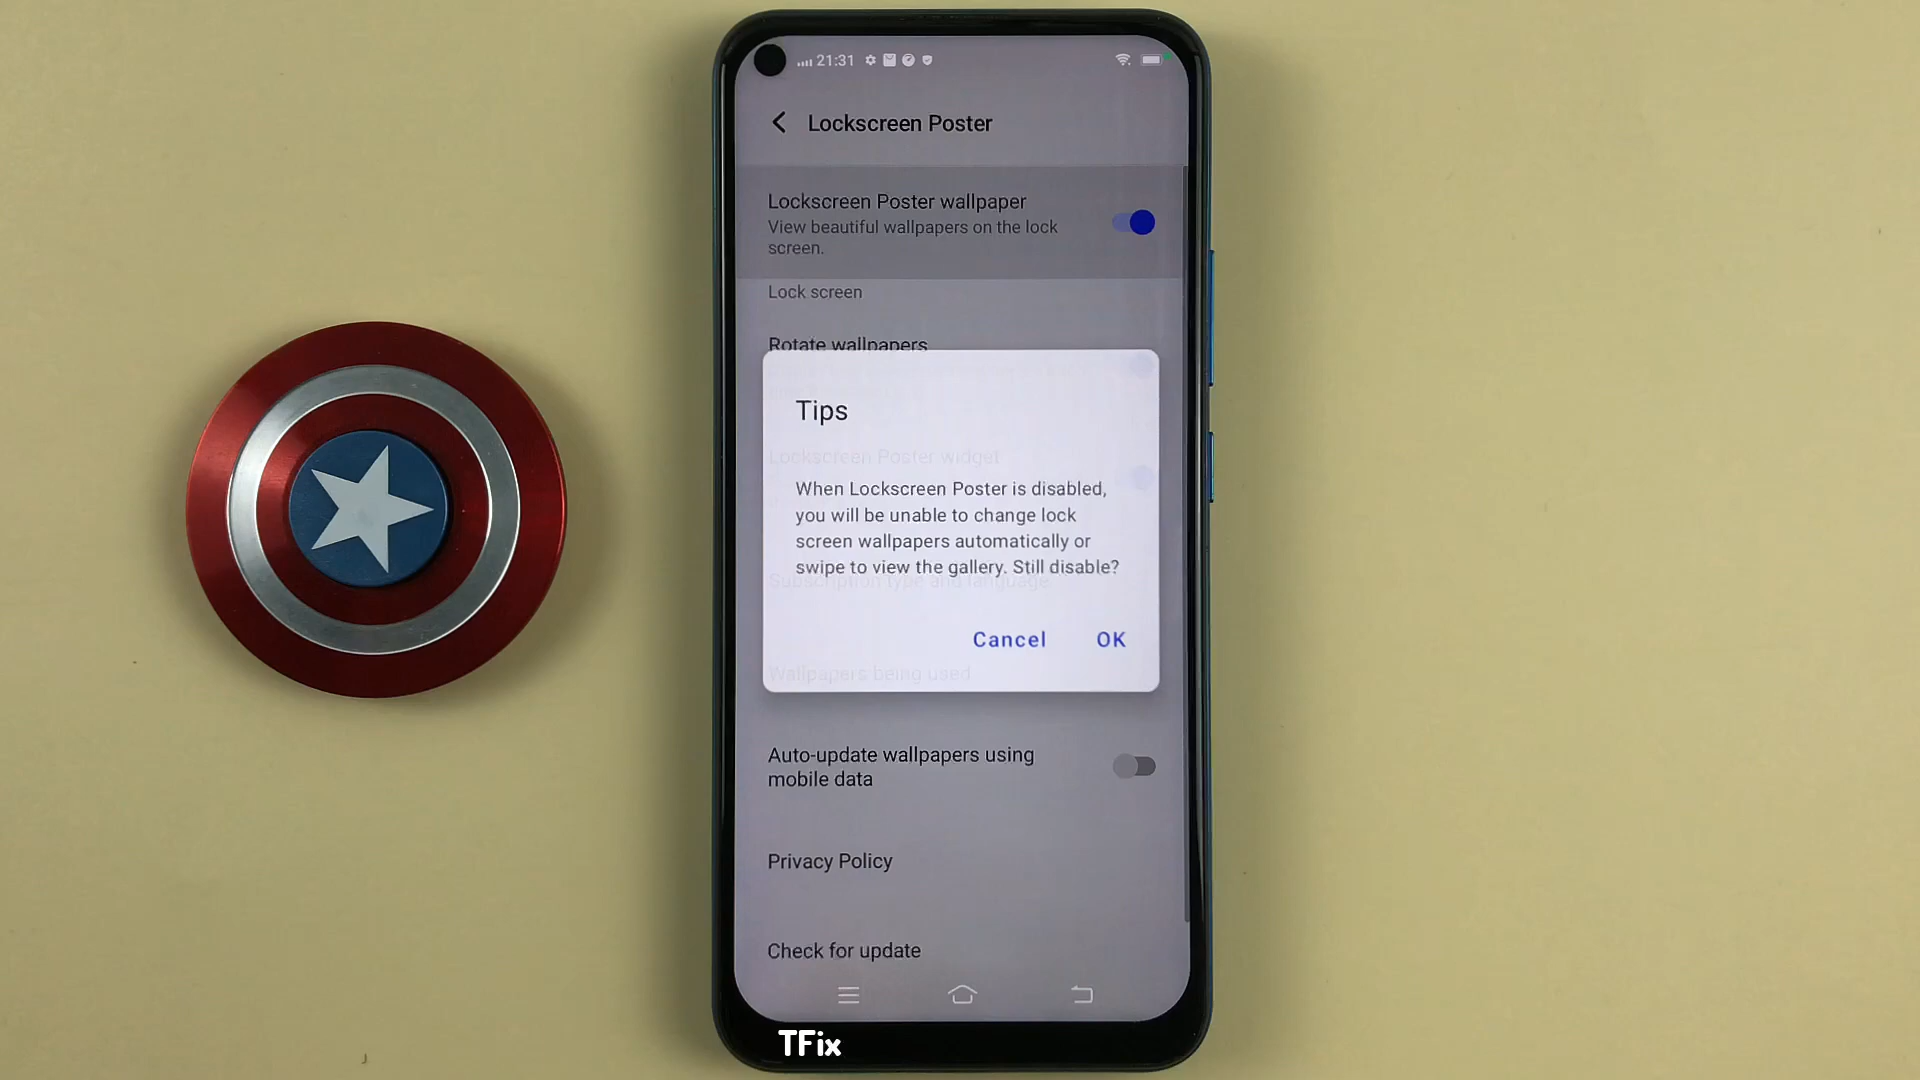 21:31
Lockscreen Poster
Lockscreen Poster wallpaper
View beautiful wallpapers on the lock
screen.
Lock screen
Rotate wallpapers
Tips
Lockscreen Poster widget
When Lockscreen Poster is disabled,
you will be unable to change lock
screen wallpapers automatically or
swipe to view the gallery. Still disable?
Subscription type and language
Cancel OK
Wallpapers being used
Auto-update wallpapers using
mobile data
Privacy Policy
Check for update
TFix